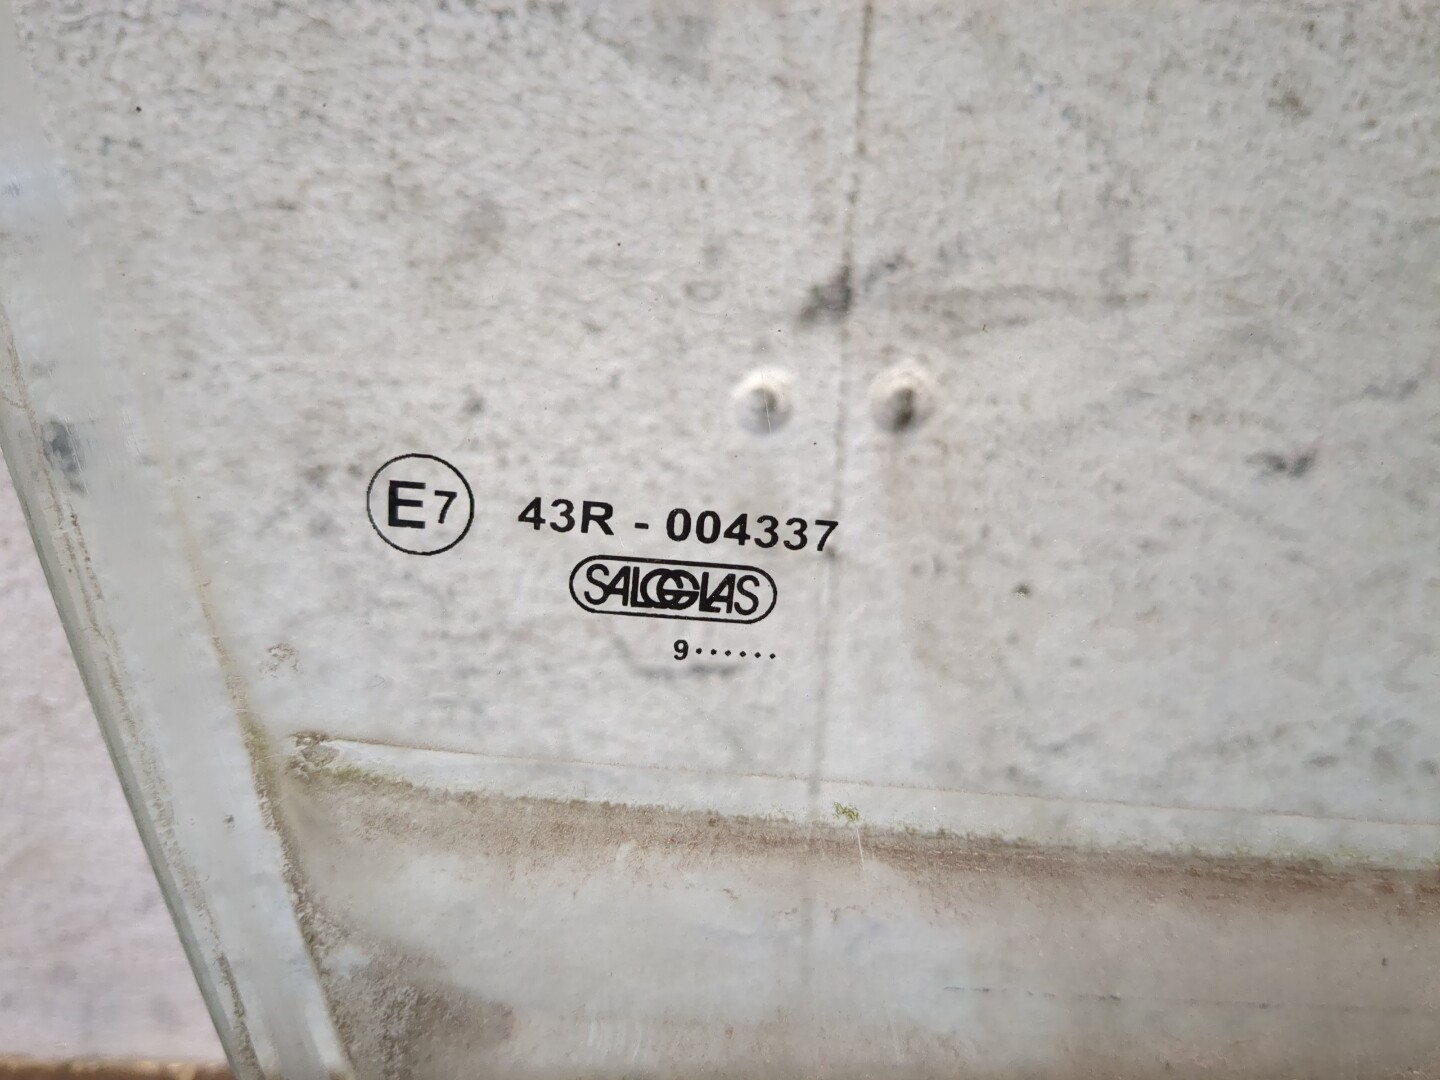 E7 43R - 004337
SALGGLAS
9......